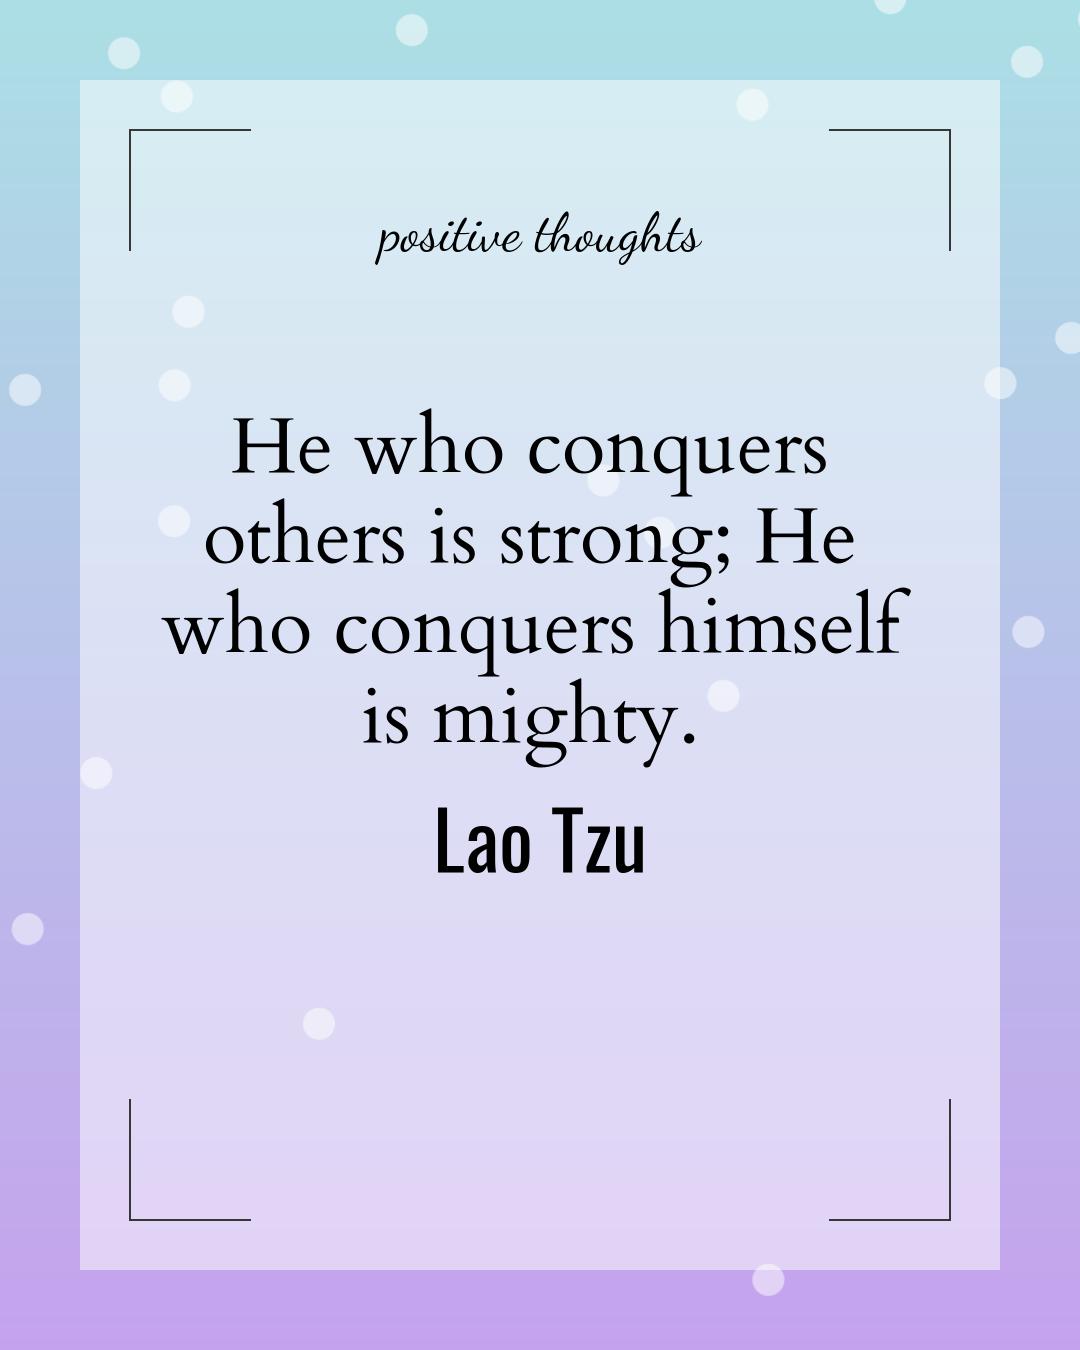 positive thoughts
He who conquers
others is strong; He
who conquers himself
is mighty.
Lao Tzu